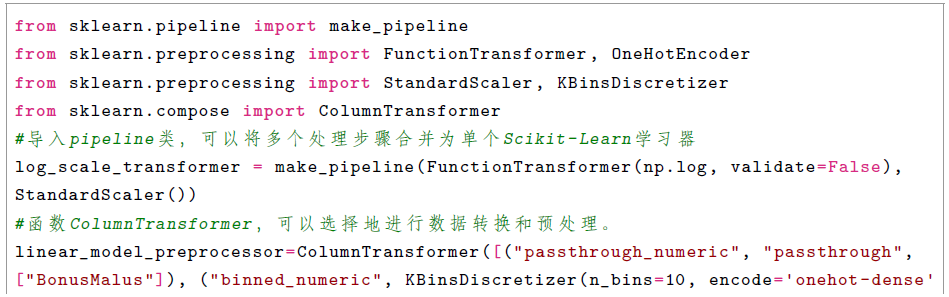 from sklearn.pipeline import make_pipeline
from sklearn.preprocessing import FunctionTransformer, OneHotEncoder
from sklearn.preprocessing import StandardScaler, KBinsDiscretizer
from sklearn.compose import ColumnTransformer
#导入pipeline类，可以将多个处理步骤合并为单个Scikit-Learn学习器
log_scale_transformer = make_pipeline(FunctionTransformer(np.log, validate=False),
StandardScaler())
#函数ColumnTransformer，可以选择地进行数据转换和预处理。
linear_model_preprocessor=ColumnTransformer([("passthrough_numeric", "passthrough",
["BonusMalus"]), ("binned_numeric", KBinsDiscretizer(n_bins=10, encode='onehot-dense'